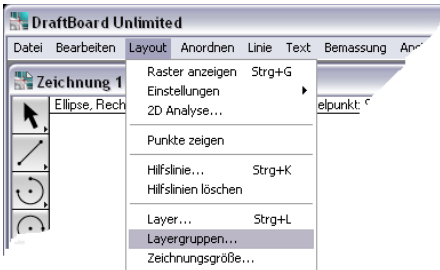 DraftBoard Unlimited
Datei Bearbeiten Layout Anordnen Linie Text Bemassung
Zeichnung 1
Raster anzeigen Strg+G
Einstellungen
Ellipse, Rech elpunkt:
2D Analyse...
Punkte zeigen
Hilfslinie... Strg+K
Hilfslinien löschen
Layer... Strg+L
Layergruppen...
Zeichnungsgröße...